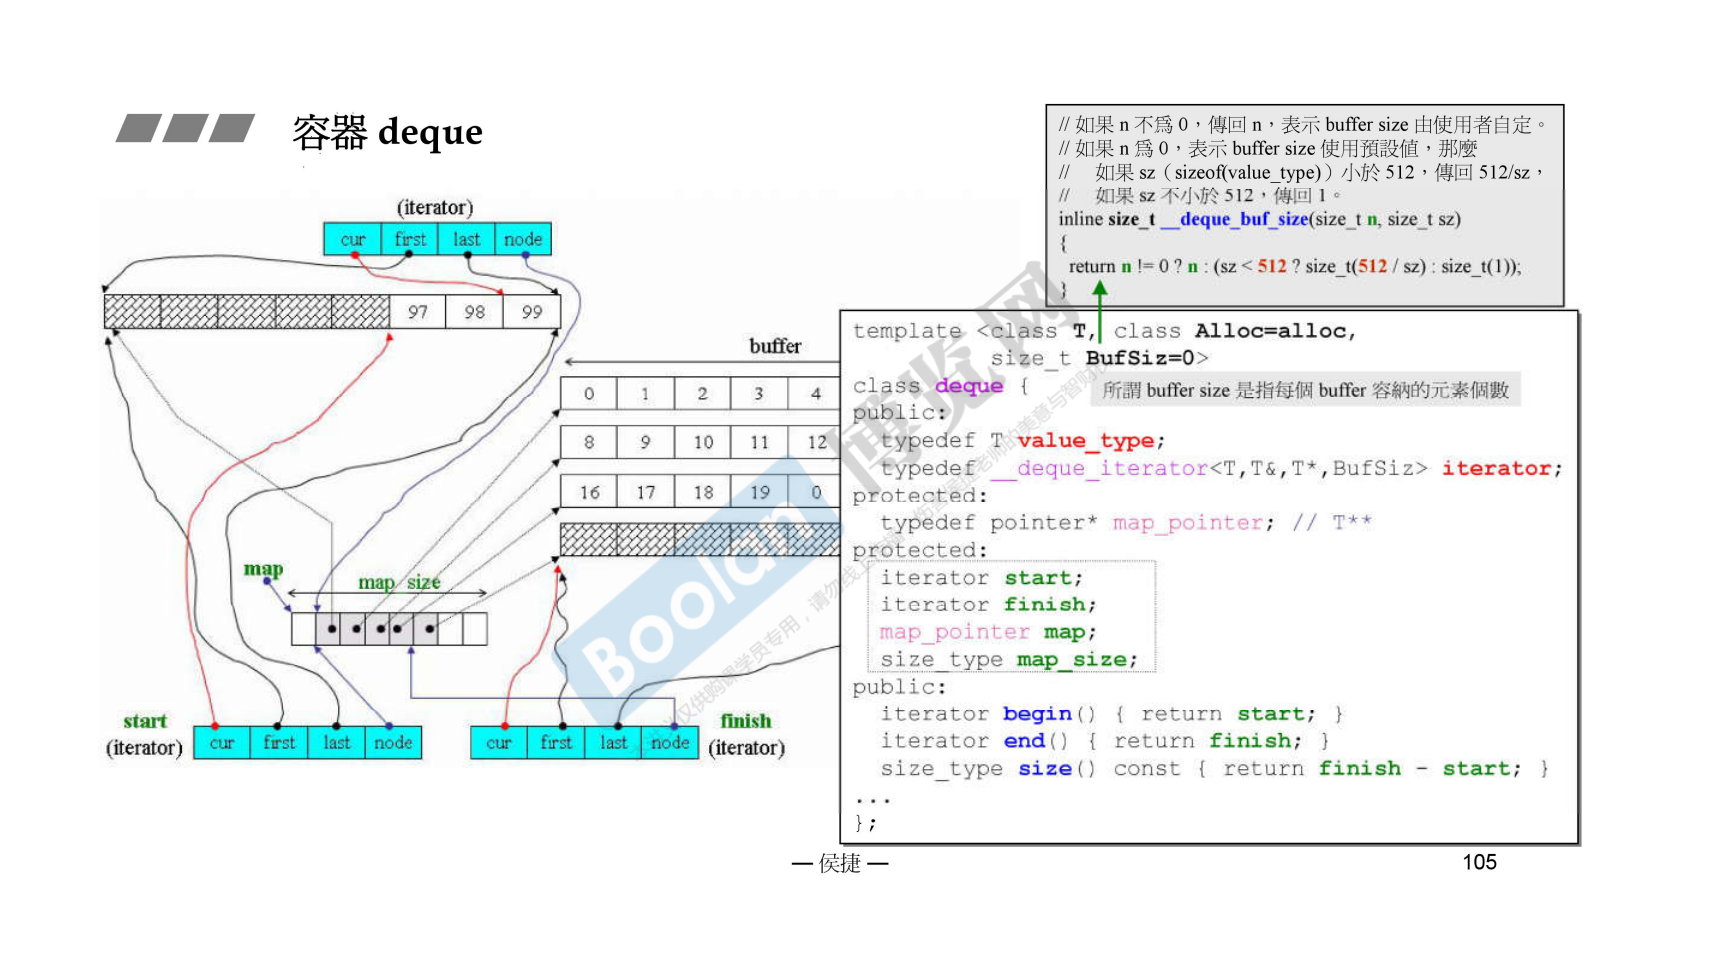 容器 deque
// 如果 n 不為 0，傳回 n，表示 buffer size 由使用者自定。
// 如果 n 為 0，表示 buffer size 使用預設值，那麼
// 如果 sz（sizeof(value_type)）小於 512，傳回 512/sz，
// 如果 sz 不小於 512，傳回 1。
inline size_t __deque_buf_size(size_t n, size_t sz)
{
return n != 0 ? n : (sz < 512 ? size_t(512 / sz) : size_t(1));
}
(iterator)
cur first last node
97 98 99
buffer
0 1 2 3 4
8 9 10 11 12
16 17 18 19 0
map
map_size
start
(iterator)
cur first last node
cur first last node
finish
(iterator)
template <class T, class Alloc=alloc,
size_t BufSiz=0>
class deque {
所謂 buffer size 是指每個 buffer 容納的元素個數
public:
typedef T value_type;
typedef __deque_iterator<T,T&,T*,BufSiz> iterator;
protected:
typedef pointer* map_pointer; // T**
protected:
iterator start;
iterator finish;
map_pointer map;
size_type map_size;
public:
iterator begin() { return start; }
iterator end() { return finish; }
size_type size() const { return finish - start; }
...
};
Boolan 博览网
— 侯捷 —
105